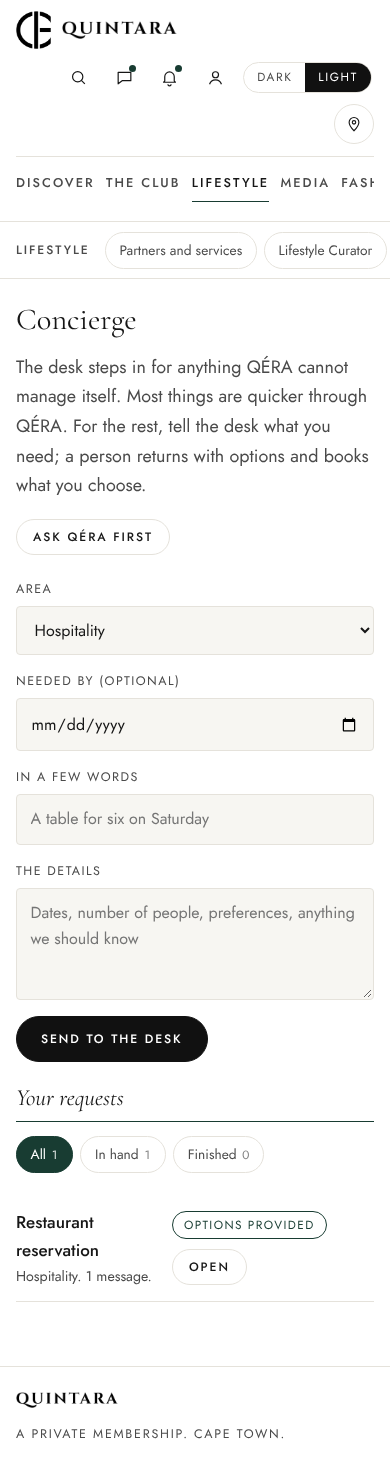 QUINTARA
DARK LIGHT
DISCOVER THE CLUB LIFESTYLE MEDIA FASH
LIFESTYLE Partners and services Lifestyle Curator
Concierge
The desk steps in for anything QÉRA cannot
manage itself. Most things are quicker through
QÉRA. For the rest, tell the desk what you
need; a person returns with options and books
what you choose.
ASK QÉRA FIRST
AREA
Hospitality
NEEDED BY (OPTIONAL)
mm/dd/yyyy
IN A FEW WORDS
A table for six on Saturday
THE DETAILS
Dates, number of people, preferences, anything
we should know
SEND TO THE DESK
Your requests
All 1 In hand 1 Finished 0
Restaurant
reservation
Hospitality. 1 message.
OPTIONS PROVIDED
OPEN
QUINTARA
A PRIVATE MEMBERSHIP. CAPE TOWN.